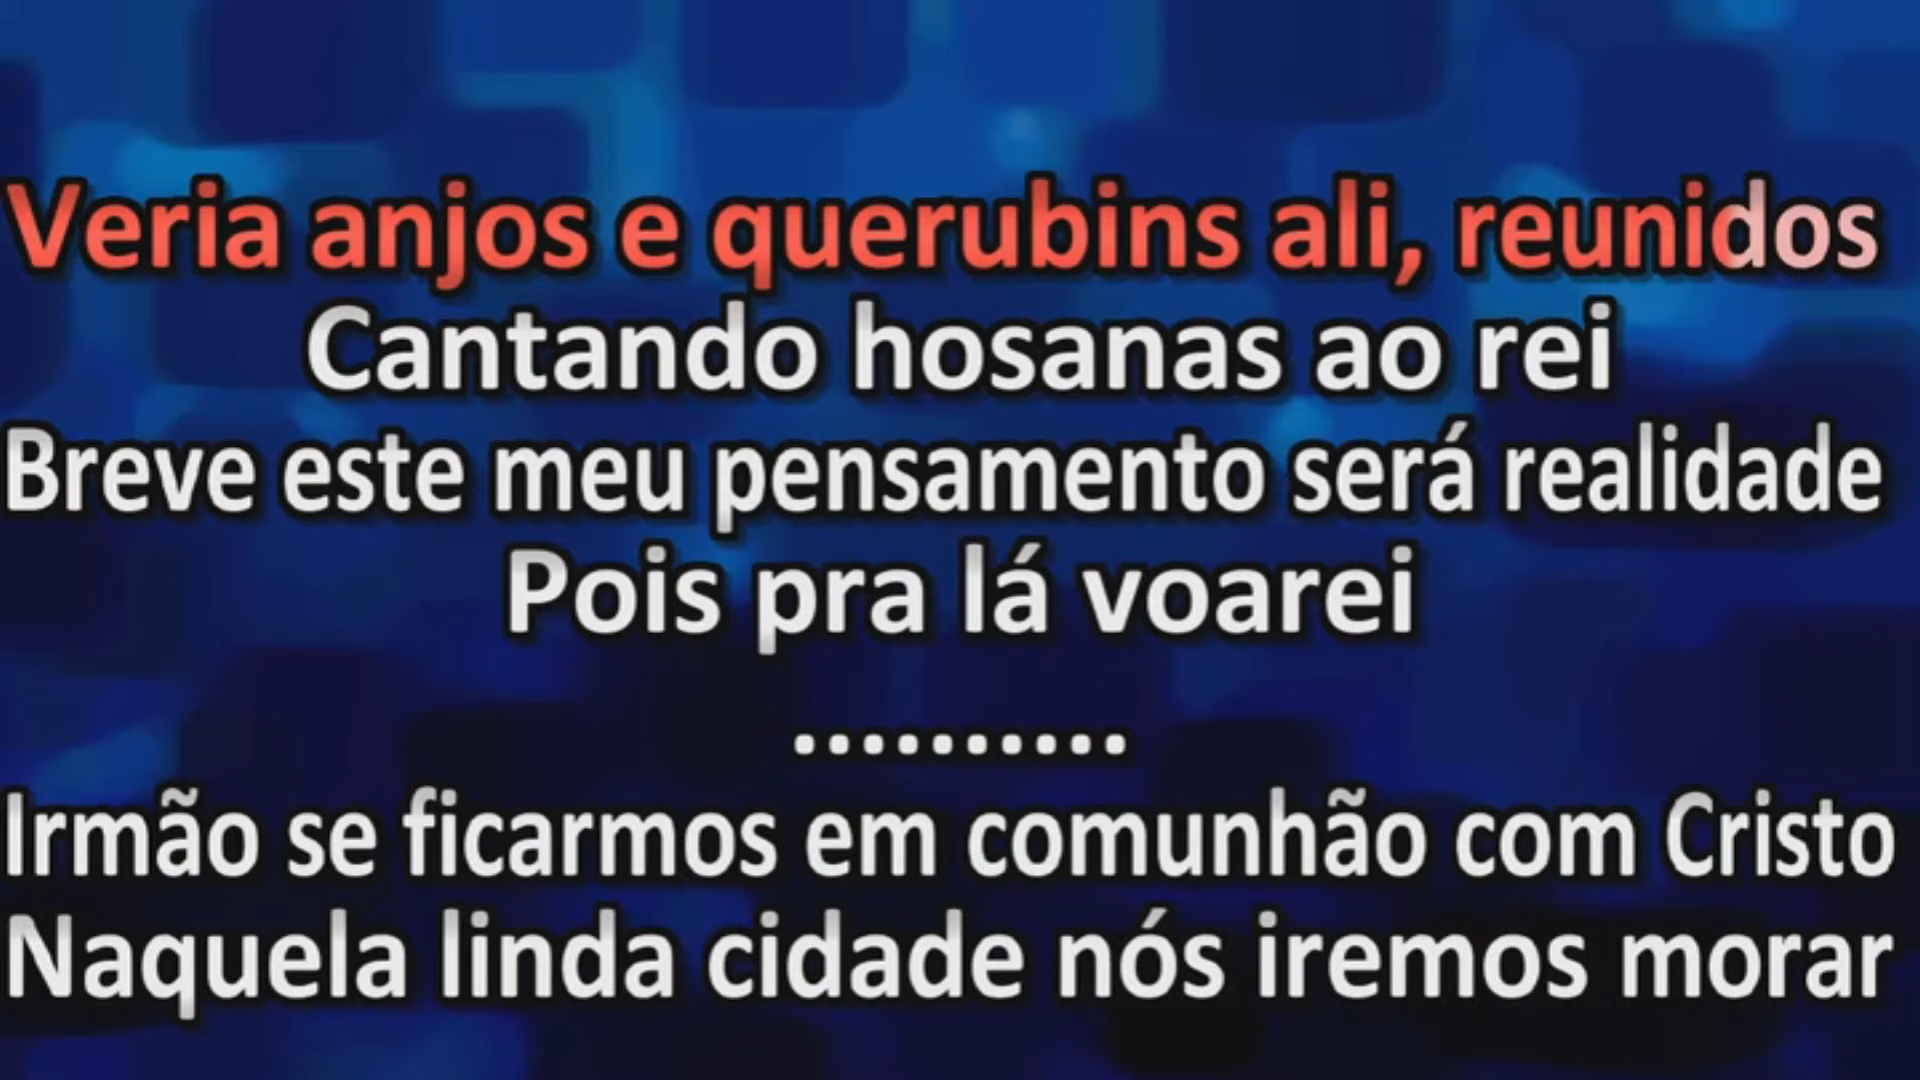 Veria anjos e querubins ali, reunidos
Cantando hosanas ao rei
Breve este meu pensamento será realidade
Pois pra lá voarei
..........
Irmão se ficarmos em comunhão com Cristo
Naquela linda cidade nós iremos morar